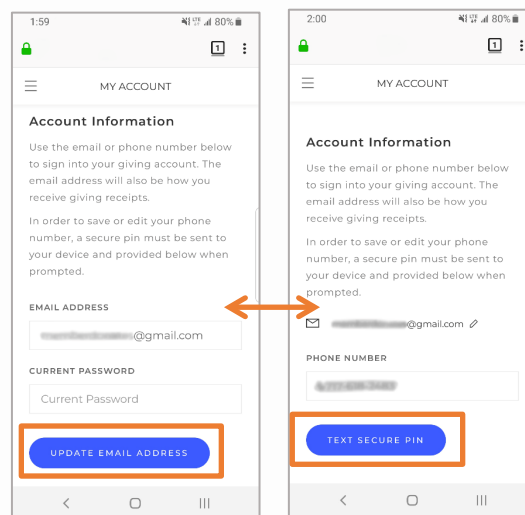 1:59
LTE 80%
1
MY ACCOUNT
Account Information
Use the email or phone number below
to sign into your giving account. The
email address will also be how you
receive giving receipts.
In order to save or edit your phone
number, a secure pin must be sent to
your device and provided below when
prompted.
EMAIL ADDRESS
@gmail.com
CURRENT PASSWORD
Current Password
UPDATE EMAIL ADDRESS
2:00
LTE 80%
1
MY ACCOUNT
Account Information
Use the email or phone number below
to sign into your giving account. The
email address will also be how you
receive giving receipts.
In order to save or edit your phone
number, a secure pin must be sent to
your device and provided below when
prompted.
@gmail.com
PHONE NUMBER
TEXT SECURE PIN